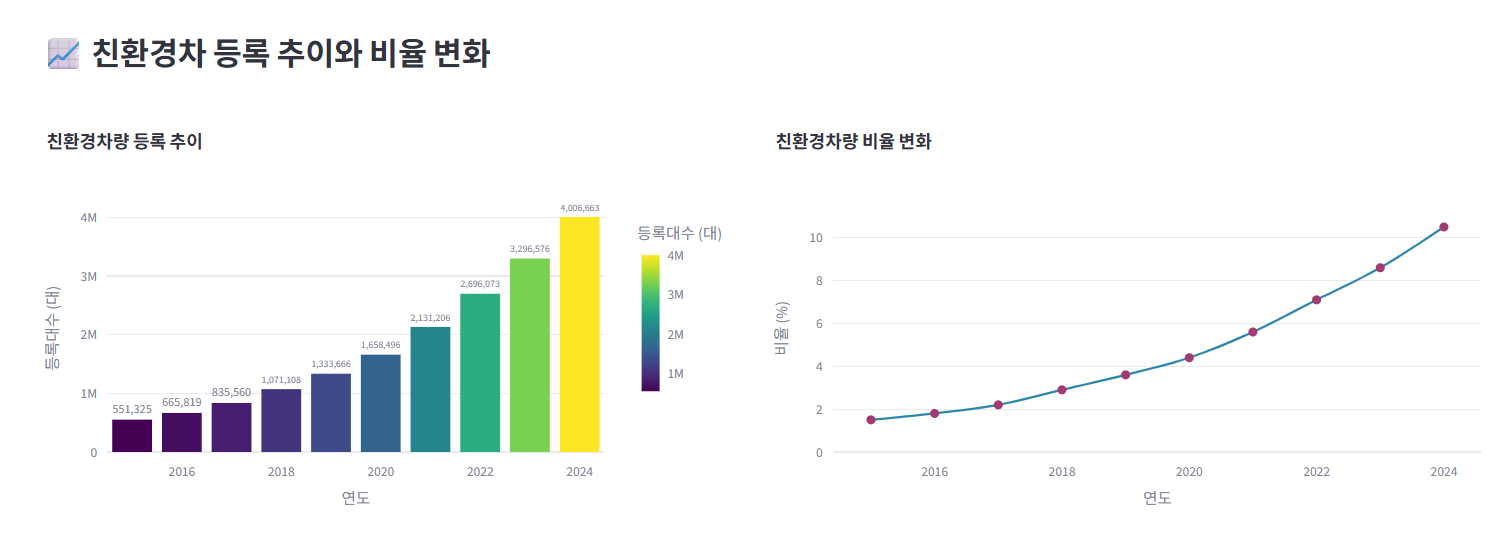 친환경차 등록 추이와 비율 변화
친환경차량 등록 추이
4M
3M
2M
1M
0
등록대수 (대)
551,325
665,819
835,560
1,071,108
1,333,666
1,658,496
2,131,206
2,696,073
3,296,576
4,006,663
2016
2018
2020
2022
2024
연도
등록대수 (대)
4M
3M
2M
1M
친환경차량 비율 변화
10
8
6
4
2
0
비율 (%)
2016
2018
2020
2022
2024
연도